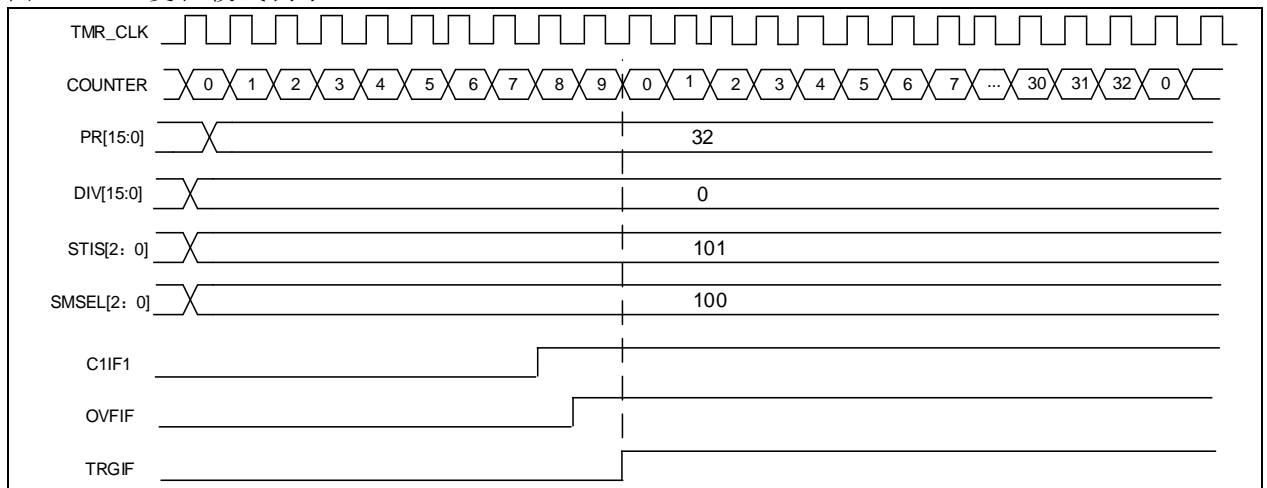 TMR_CLK
COUNTER 0 1 2 3 4 5 6 7 8 9 0 1 2 3 4 5 6 7 ... 30 31 32 0
PR[15:0] 32
DIV[15:0] 0
STIS[2：0] 101
SMSEL[2：0] 100
C1IF1
OVFIF
TRGIF